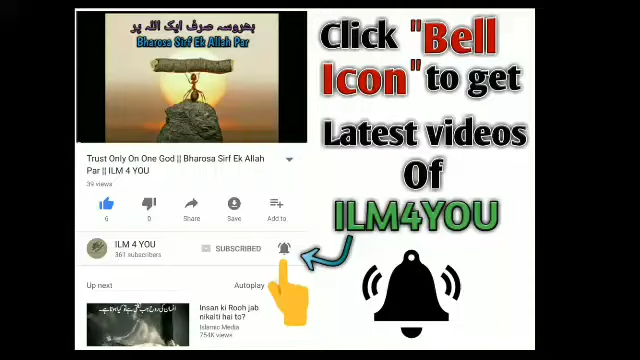 بھروسہ صرف ایک اللہ پر
Bharosa Sirf Ek Allah Par
Trust Only On One God || Bharosa Sirf Ek Allah
Par || ILM 4 YOU
39 views
6
0
Share
Save
Add to
ILM 4 YOU
361 subscribers
SUBSCRIBED
Up next
Autoplay
Insan ki Rooh jab
nikalti hai to?
Islamic Media
754K views
Click "Bell
Icon" to get
Latest videos
Of
ILM4YOU